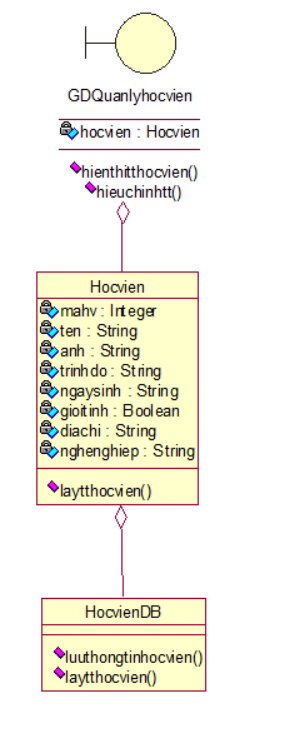 GDQuanlyhocvien
hocvien : Hocvien
hienthitthocvien()
hieuchinhtt()
Hocvien
mahv : Integer
ten : String
anh : String
trinhdo : String
ngaysinh : String
gioitinh : Boolean
diachi : String
nghenghiep : String
laytthocvien()
HocvienDB
luuthongtinhocvien()
laytthocvien()